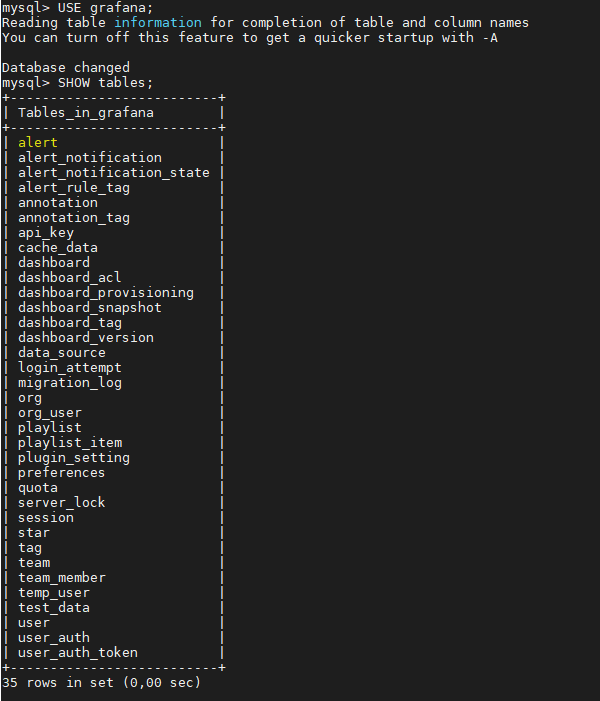 mysql> USE grafana;
Reading table information for completion of table and column names
You can turn off this feature to get a quicker startup with -A

Database changed
mysql> SHOW tables;
+--------------------------+
| Tables_in_grafana        |
+--------------------------+
| alert                    |
| alert_notification       |
| alert_notification_state |
| alert_rule_tag           |
| annotation               |
| annotation_tag           |
| api_key                  |
| cache_data               |
| dashboard                |
| dashboard_acl            |
| dashboard_provisioning   |
| dashboard_snapshot       |
| dashboard_tag            |
| dashboard_version        |
| data_source              |
| login_attempt            |
| migration_log            |
| org                      |
| org_user                 |
| playlist                 |
| playlist_item            |
| plugin_setting           |
| preferences              |
| quota                    |
| server_lock              |
| session                  |
| star                     |
| tag                      |
| team                     |
| team_member              |
| temp_user                |
| test_data                |
| user                     |
| user_auth                |
| user_auth_token          |
+--------------------------+
35 rows in set (0,00 sec)